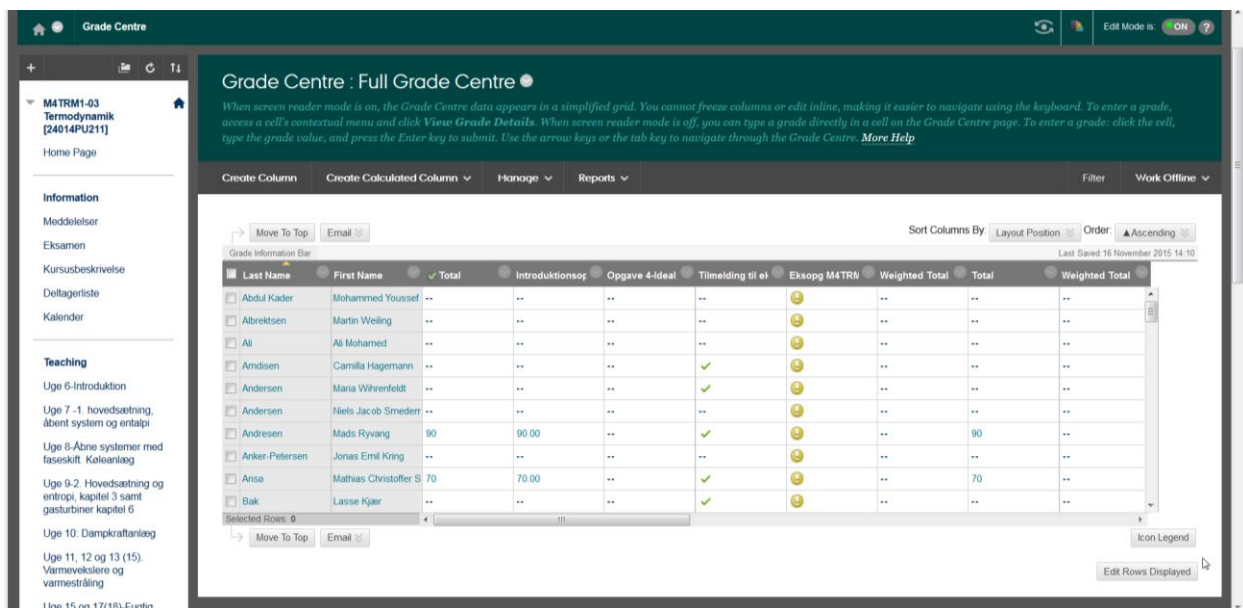 Grade Centre
Edit Mode is: ON ?
M4TRM1-03
Termodynamik
[24014PU211]
Home Page
Information
Meddelelser
Eksamen
Kursusbeskrivelse
Deltagerliste
Kalender
Teaching
Uge 6-Introduktion
Uge 7 -1. hovedsætning,
åbent system og entalpi
Uge 8-Åbne systemer med
faseskift. Køleanlæg
Uge 9-2. Hovedsætning og
entropi, kapitel 3 samt
gasturbiner kapitel 6
Uge 10: Dampkraftanlæg
Uge 11, 12 og 13 (15).
Varmevekslere og
varmestråling
Uge 15 og 17(18)-Fugtig
Grade Centre : Full Grade Centre
When screen reader mode is on, the Grade Centre data appears in a simplified grid. You cannot freeze columns or edit inline, making it easier to navigate using the keyboard. To enter a grade,
access a cell's contextual menu and click View Grade Details. When screen reader mode is off, you can type a grade directly in a cell on the Grade Centre page. To enter a grade: click the cell,
type the grade value, and press the Enter key to submit. Use the arrow keys or the tab key to navigate through the Grade Centre. More Help
Create Column Create Calculated Column Manage Reports Filter Work Offline
Move To Top Email Sort Columns By: Layout Position Order: ▲Ascending
Grade Information Bar Last Saved:16 November 2015 14:10
Last Name First Name Total Introduktionsop Opgave 4-Ideal Tilmelding til ek Eksopg M4TRM Weighted Total Total Weighted Total
Abdul Kader Mohammed Youssef -- -- -- -- -- -- --
Albrektsen Martin Weiling -- -- -- -- -- -- --
Ali Ali Mohamed -- -- -- -- -- -- --
Arndisen Camilla Hagemann -- -- -- -- -- --
Andersen Maria Wihrenfeldt -- -- -- -- -- --
Andersen Niels Jacob Smedem -- -- -- -- -- -- --
Andresen Mads Ryvang 90 90.00 -- -- 90 --
Anker-Petersen Jonas Emil Kring -- -- -- -- -- -- --
Ansø Mathias Christoffer S 70 70.00 -- -- 70 --
Bak Lasse Kjær -- -- -- -- -- --
Selected Rows: 0
Move To Top Email Icon Legend
Edit Rows Displayed